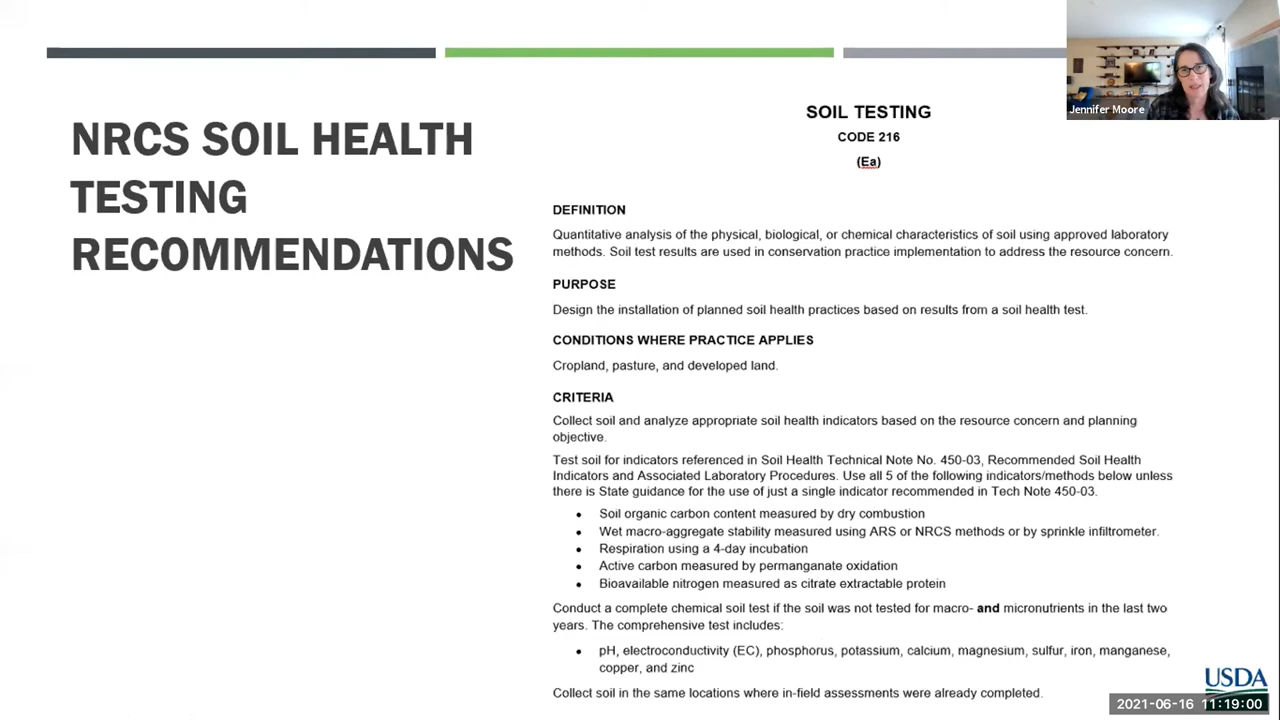 NRCS SOIL HEALTH
TESTING
RECOMMENDATIONS
Jennifer Moore
SOIL TESTING
CODE 216
(Ea)
DEFINITION
Quantitative analysis of the physical, biological, or chemical characteristics of soil using approved laboratory
methods. Soil test results are used in conservation practice implementation to address the resource concern.
PURPOSE
Design the installation of planned soil health practices based on results from a soil health test.
CONDITIONS WHERE PRACTICE APPLIES
Cropland, pasture, and developed land.
CRITERIA
Collect soil and analyze appropriate soil health indicators based on the resource concern and planning
objective.
Test soil for indicators referenced in Soil Health Technical Note No. 450-03, Recommended Soil Health
Indicators and Associated Laboratory Procedures. Use all 5 of the following indicators/methods below unless
there is State guidance for the use of just a single indicator recommended in Tech Note 450-03.
• Soil organic carbon content measured by dry combustion
• Wet macro-aggregate stability measured using ARS or NRCS methods or by sprinkle infiltrometer.
• Respiration using a 4-day incubation
• Active carbon measured by permanganate oxidation
• Bioavailable nitrogen measured as citrate extractable protein
Conduct a complete chemical soil test if the soil was not tested for macro- and micronutrients in the last two
years. The comprehensive test includes:
• pH, electroconductivity (EC), phosphorus, potassium, calcium, magnesium, sulfur, iron, manganese,
copper, and zinc
Collect soil in the same locations where in-field assessments were already completed.
USDA
2021-06-16 11:19:00